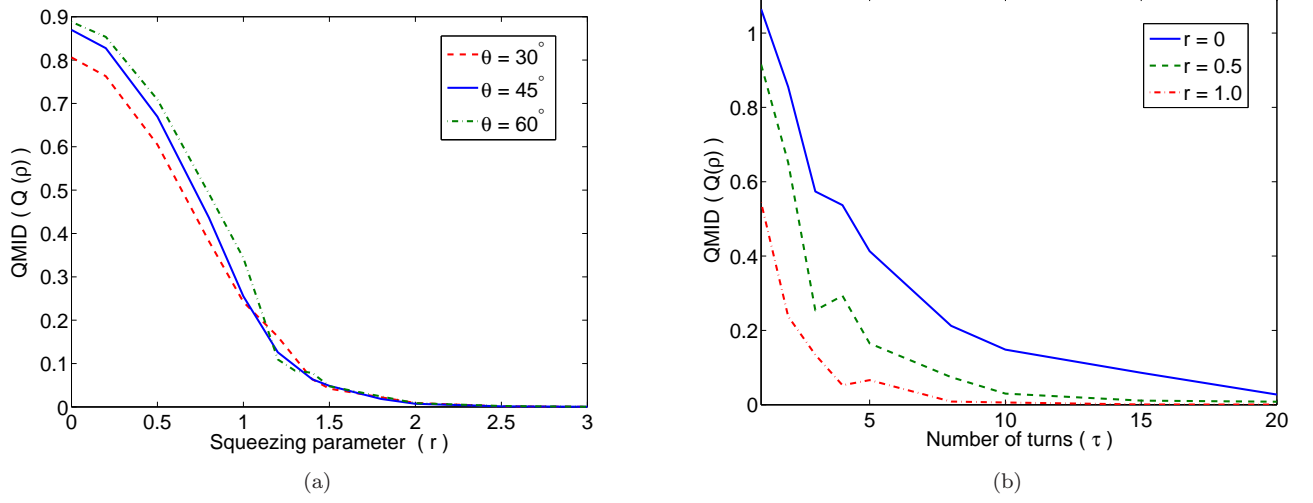 0.9
0.8
0.7
0.6
0.5
0.4
0.3
0.2
0.1
0
QMID ( Q (ρ) )
θ = 30°
θ = 45°
θ = 60°
0 0.5 1 1.5 2 2.5 3
Squeezing parameter ( r )
(a)
1
0.8
0.6
0.4
0.2
0
QMID ( Q(ρ) )
r = 0
r = 0.5
r = 1.0
5 10 15 20
Number of turns ( τ )
(b)